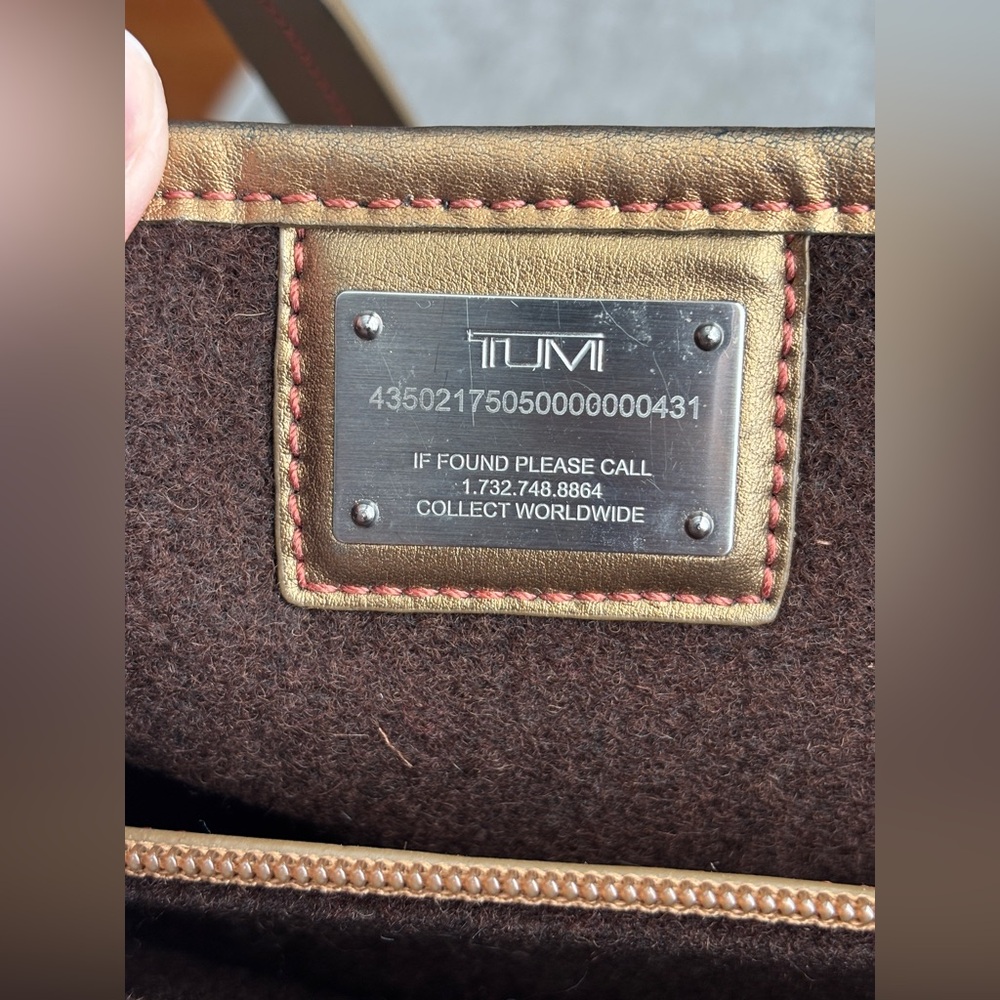 TUMI
43502175050000000431
IF FOUND PLEASE CALL
1.732.748.8864
COLLECT WORLDWIDE